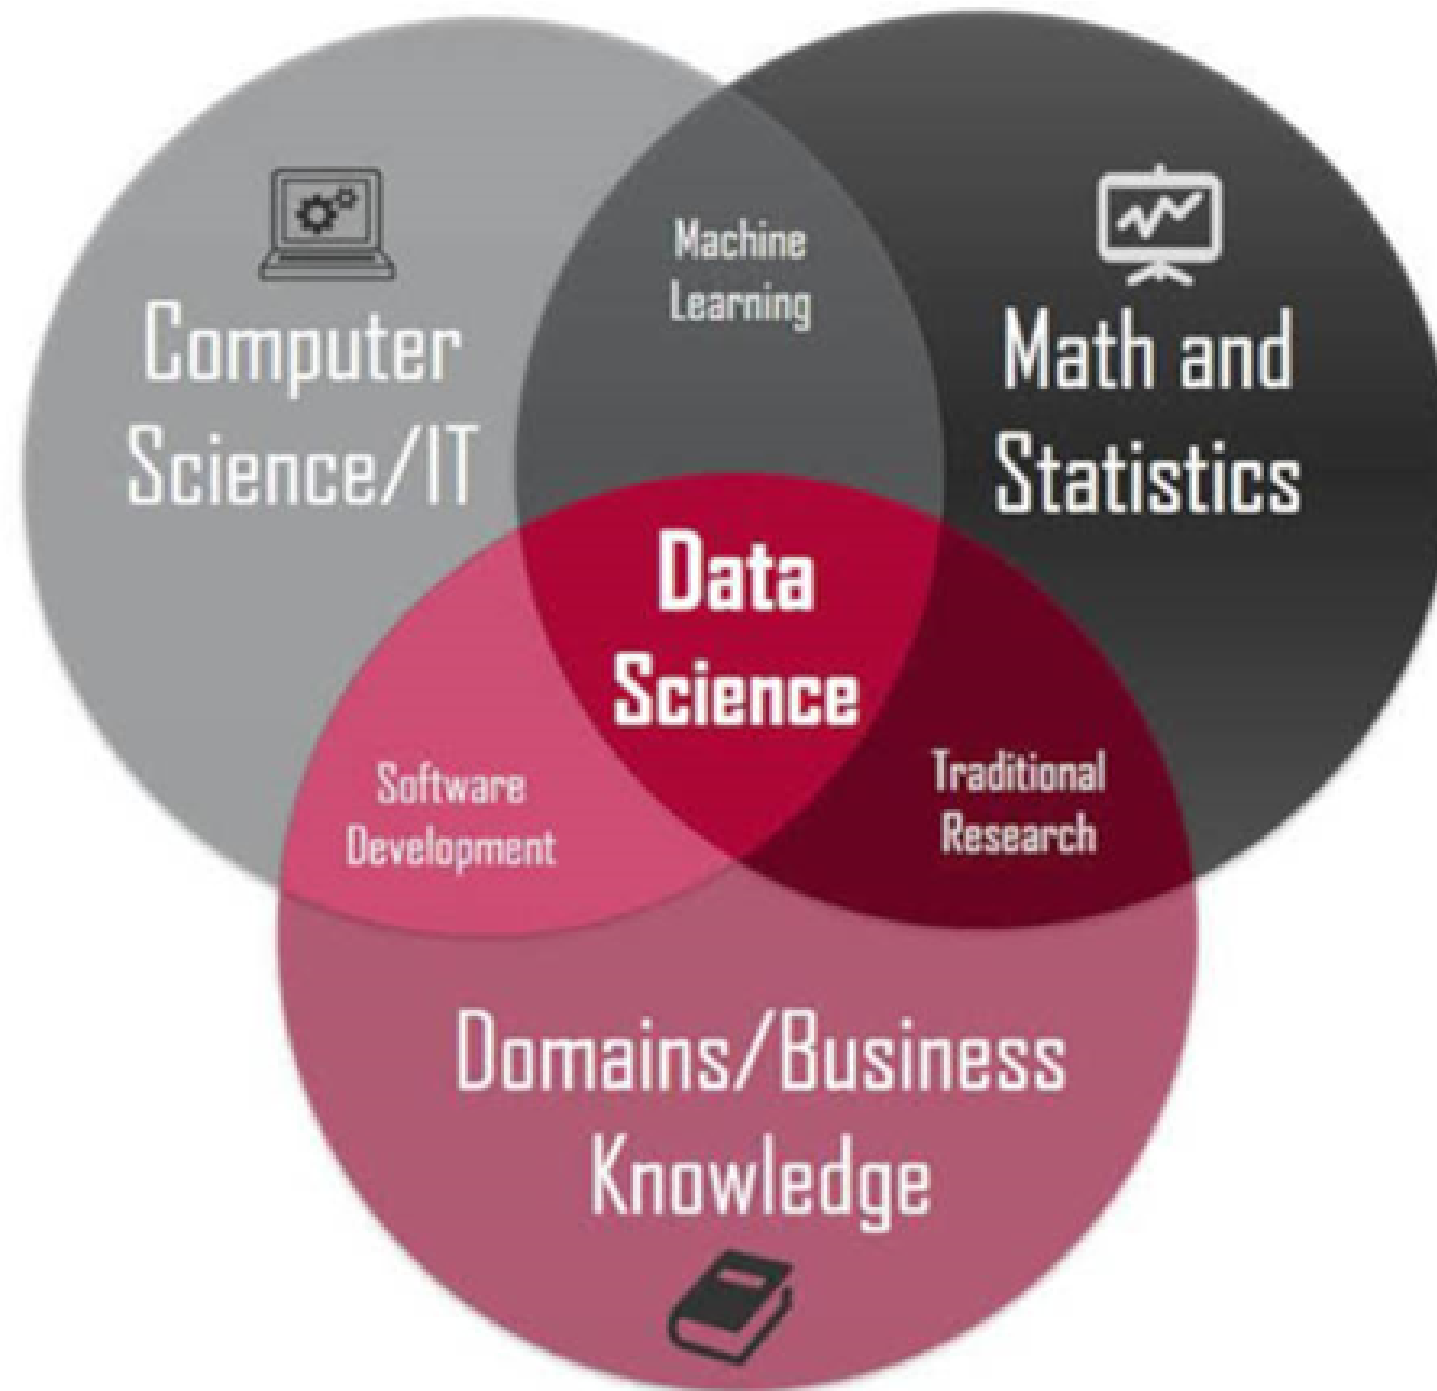 Machine
Learning
Computer
Science/IT
Math and
Statistics
Data
Science
Software
Development
Traditional
Research
Domains/Business
Knowledge